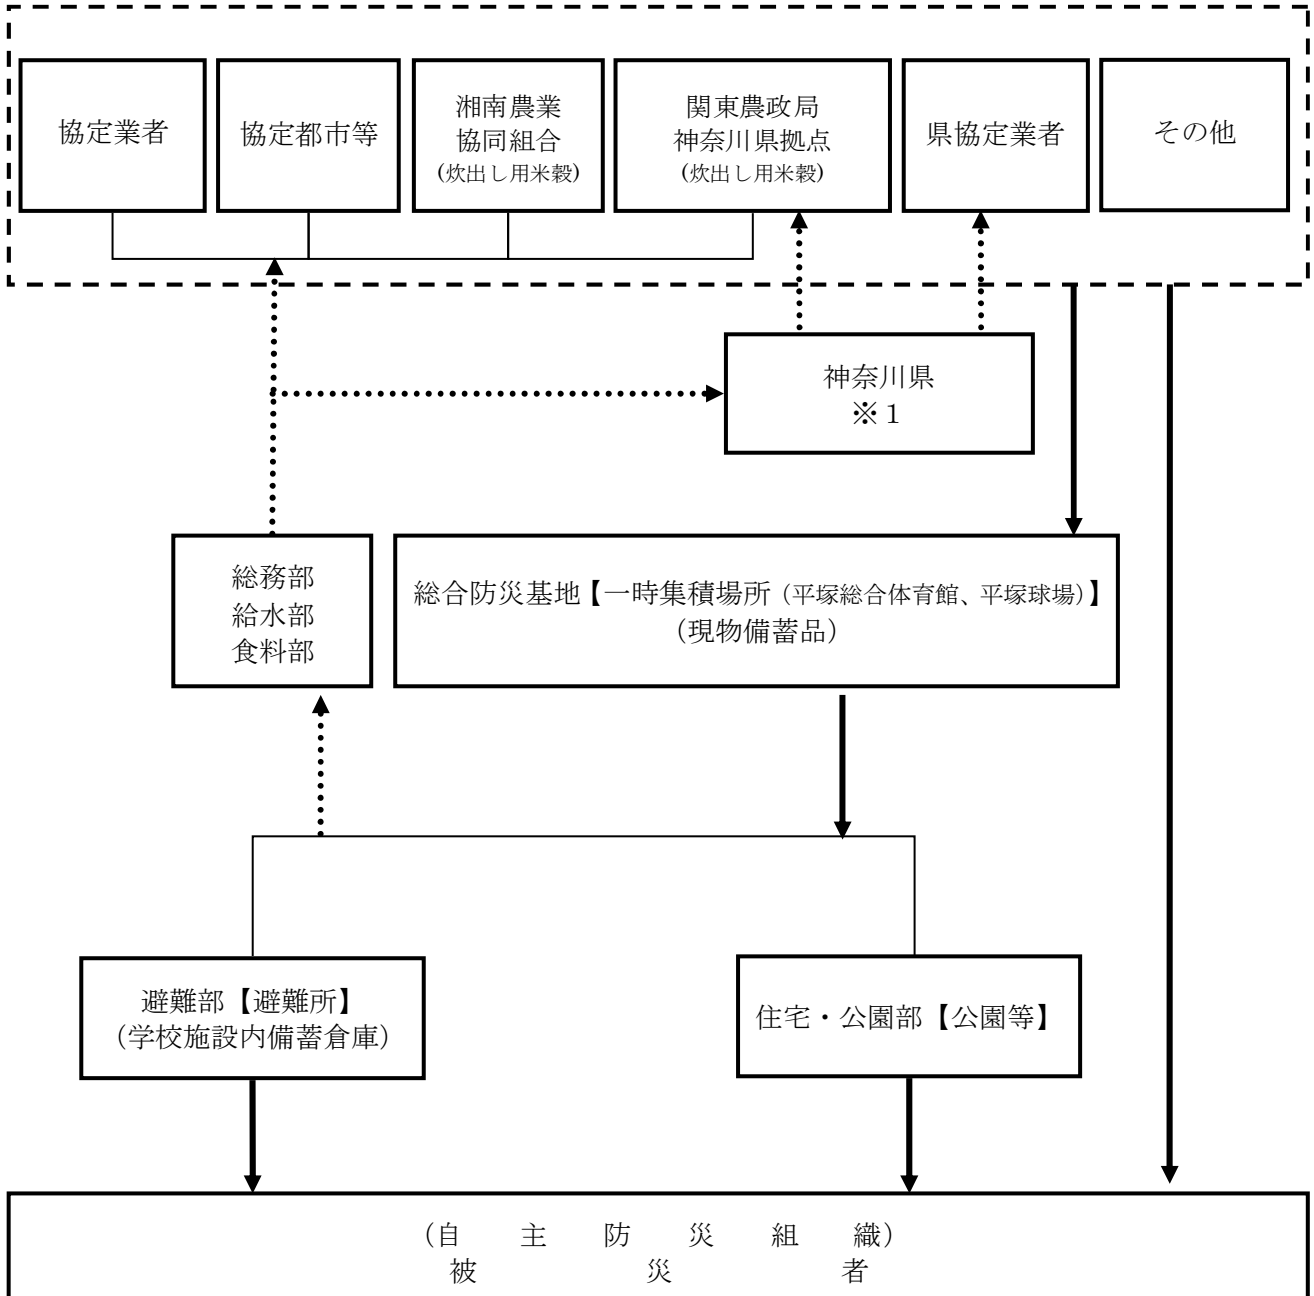 協定業者
協定都市等
湘南農業
協同組合
(炊出し用米穀)
関東農政局
神奈川県拠点
(炊出し用米穀)
県協定業者
その他
神奈川県
※１
総務部
給水部
食料部
総合防災基地【一時集積場所（平塚総合体育館、平塚球場）】
（現物備蓄品）
避難部【避難所】
（学校施設内備蓄倉庫）
住宅・公園部【公園等】
（自　主　防　災　組　織）
被　災　者